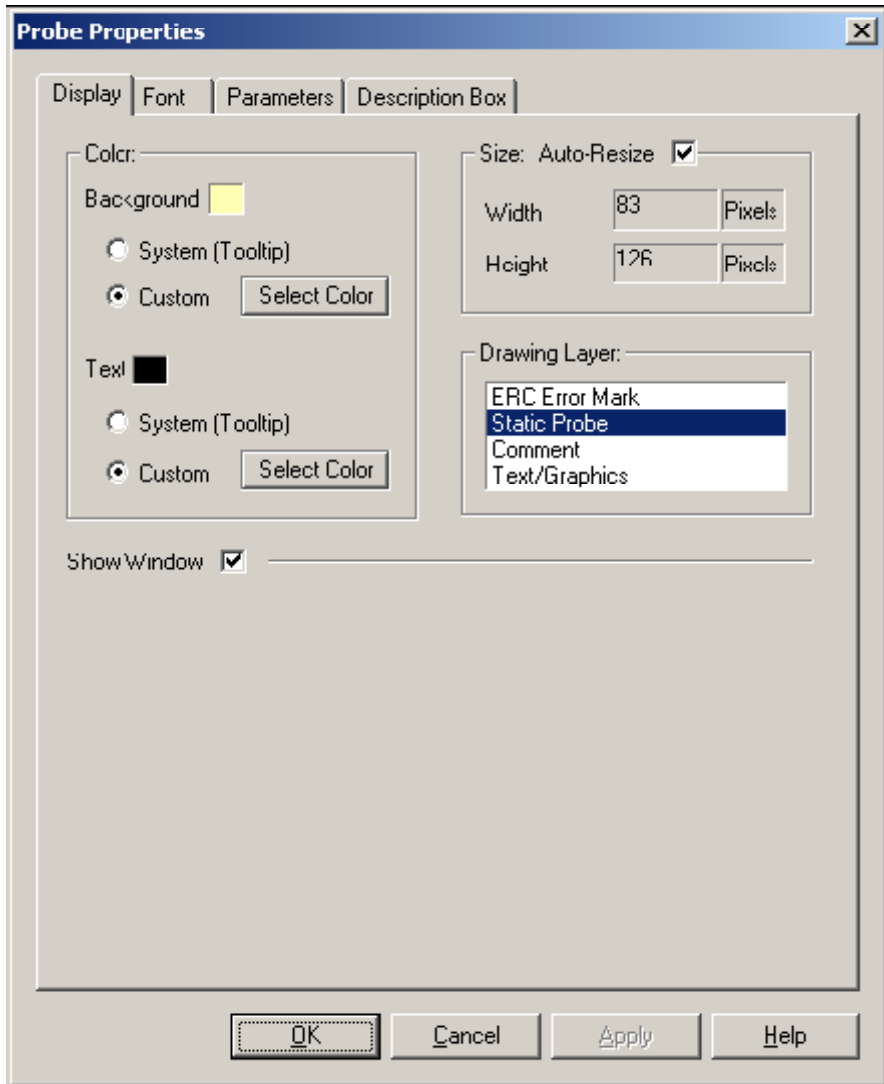 Probe Properties
Display Font Parameters Description Box
Color:
Background
System (Tooltip)
Custom Select Color
Text
System (Tooltip)
Custom Select Color
Size: Auto-Resize
Width 83 Pixels
Height 126 Pixels
Drawing Layer:
ERC Error Mark
Static Probe
Comment
Text/Graphics
Show Window
OK Cancel Apply Help